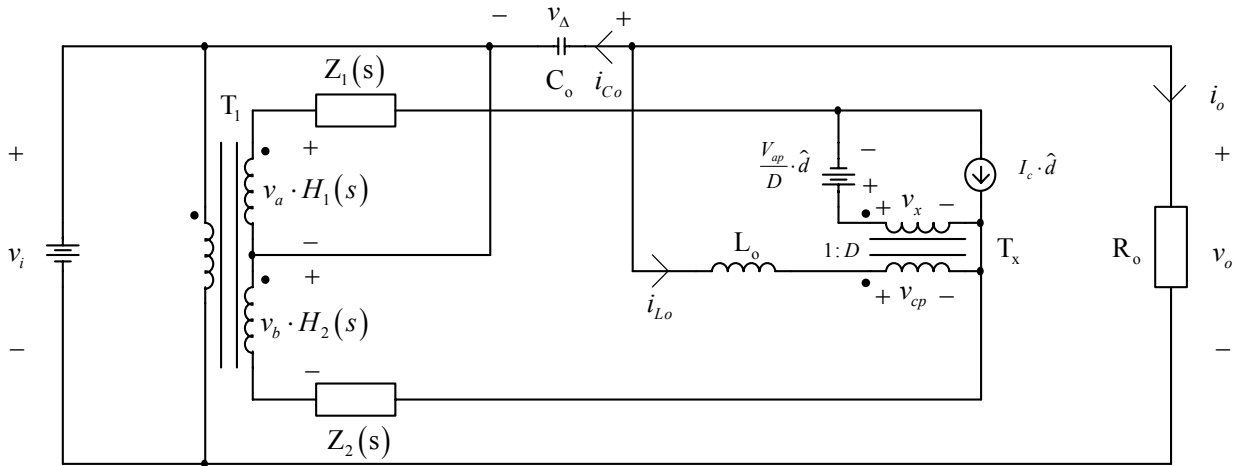 − v_Δ +
C_o i_Co
Z_1(s)
T_1
+
v_a · H_1(s)
−
+
v_b · H_2(s)
−
Z_2(s)
+
v_i
−
V_ap/D · d̂
−
+
I_c · d̂
+ v_x −
1:D
T_x
L_o
+ v_cp −
i_Lo
i_o
+
R_o
v_o
−